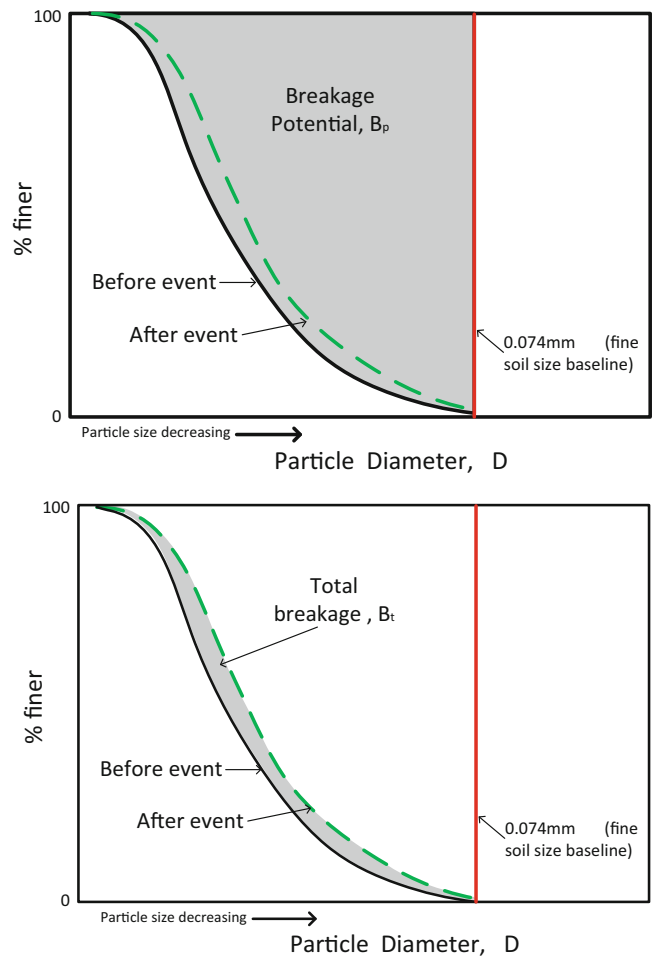 100
Breakage
Potential, Bₚ
% finer
Before event
After event
0.074mm (fine
soil size baseline)
0
Particle size decreasing
Particle Diameter, D
100
Total
breakage , Bₜ
% finer
Before event
After event
0.074mm (fine
soil size baseline)
0
Particle size decreasing
Particle Diameter, D